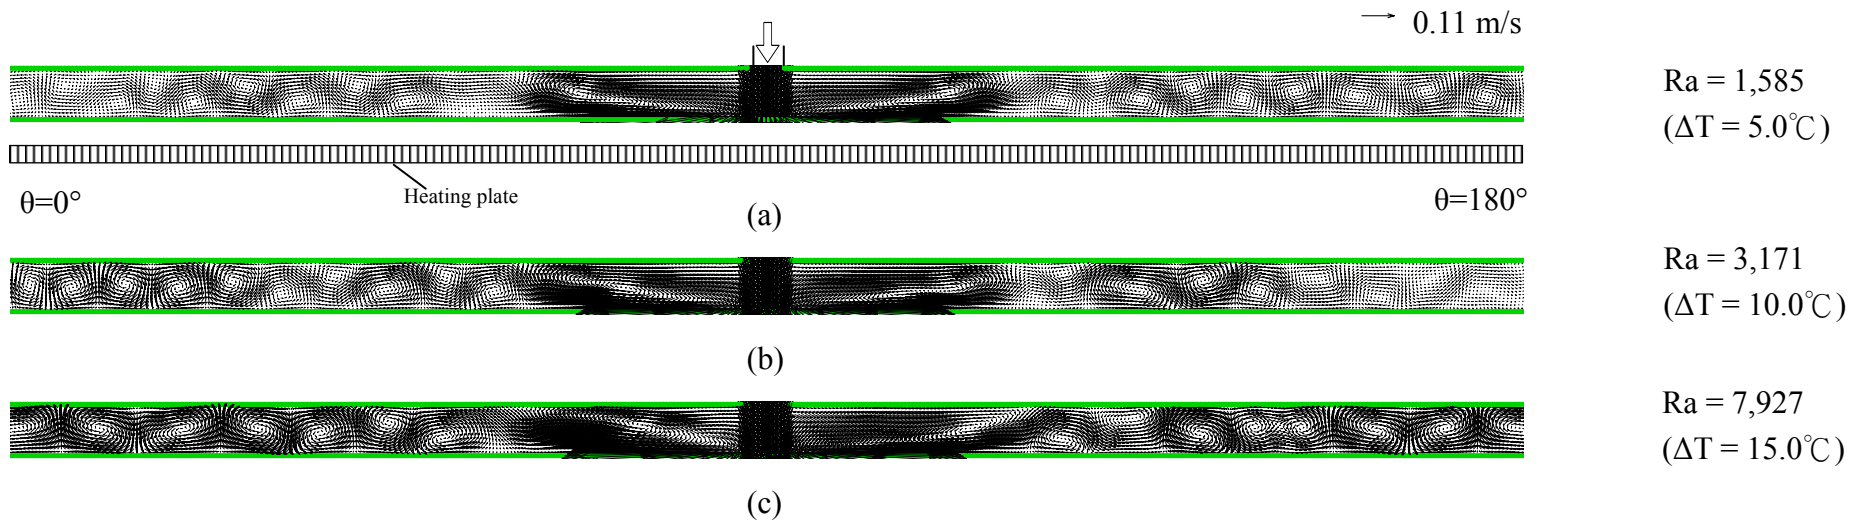 0.11 m/s
Ra = 1,585
(ΔT = 5.0℃)
Heating plate
θ=0°
θ=180°
(a)
Ra = 3,171
(ΔT = 10.0℃)
(b)
Ra = 7,927
(ΔT = 15.0℃)
(c)